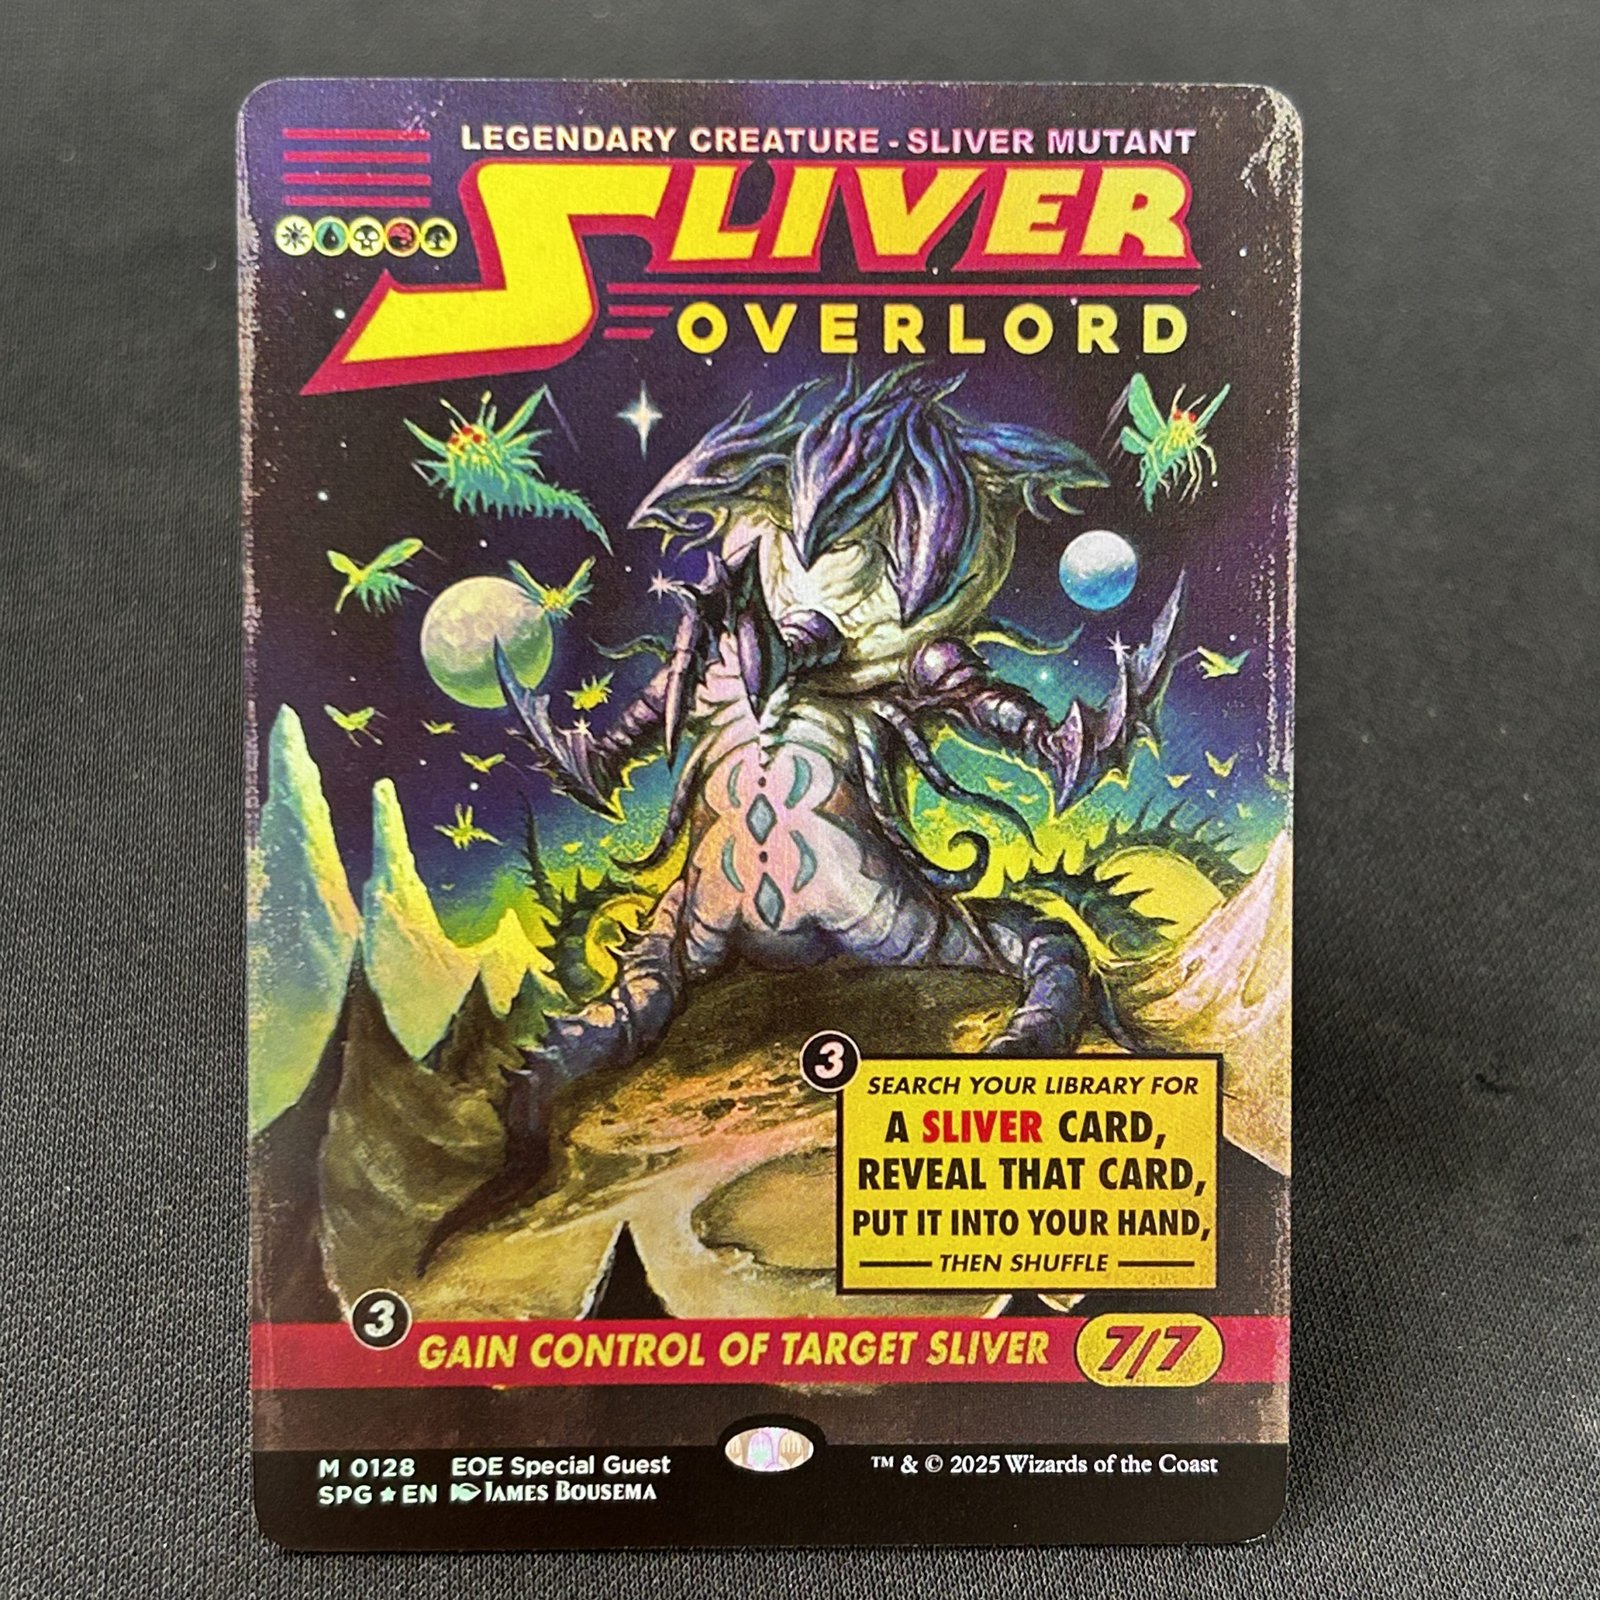 LEGENDARY CREATURE - SLIVER MUTANT
SLIVER
OVERLORD
3
SEARCH YOUR LIBRARY FOR
A SLIVER CARD,
REVEAL THAT CARD,
PUT IT INTO YOUR HAND,
THEN SHUFFLE
3
GAIN CONTROL OF TARGET SLIVER 7/7
M 0128 EOE Special Guest
SPG ★ EN JAMES BOUSEMA
™ & © 2025 Wizards of the Coast